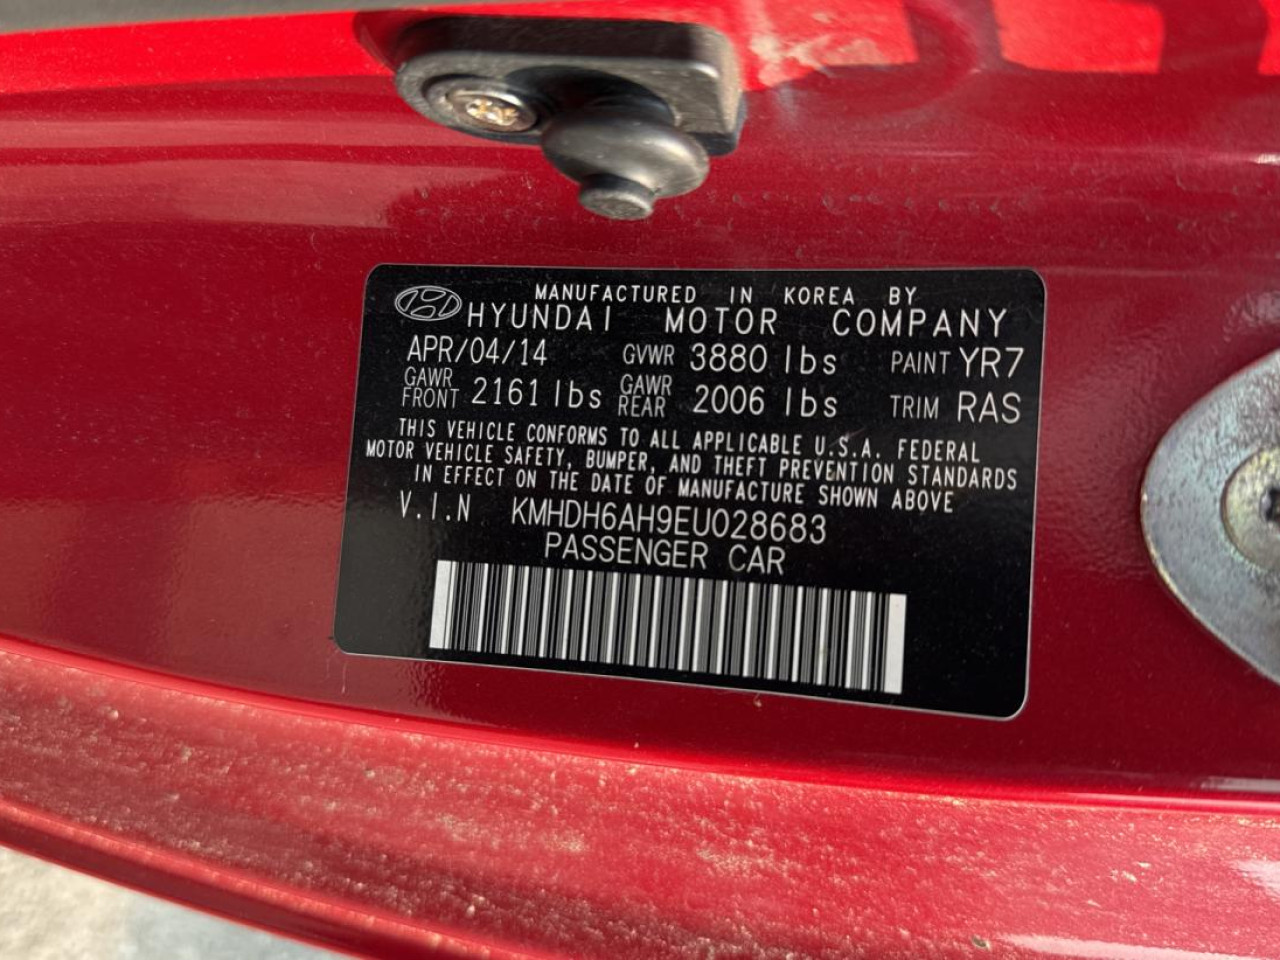 MANUFACTURED IN KOREA BY
HYUNDAI MOTOR COMPANY
APR/04/14 GVWR 3880 lbs PAINT YR7
GAWR FRONT 2161 lbs GAWR REAR 2006 lbs TRIM RAS
THIS VEHICLE CONFORMS TO ALL APPLICABLE U.S.A. FEDERAL
MOTOR VEHICLE SAFETY, BUMPER, AND THEFT PREVENTION STANDARDS
IN EFFECT ON THE DATE OF MANUFACTURE SHOWN ABOVE
V.I.N KMHDH6AH9EU028683
PASSENGER CAR